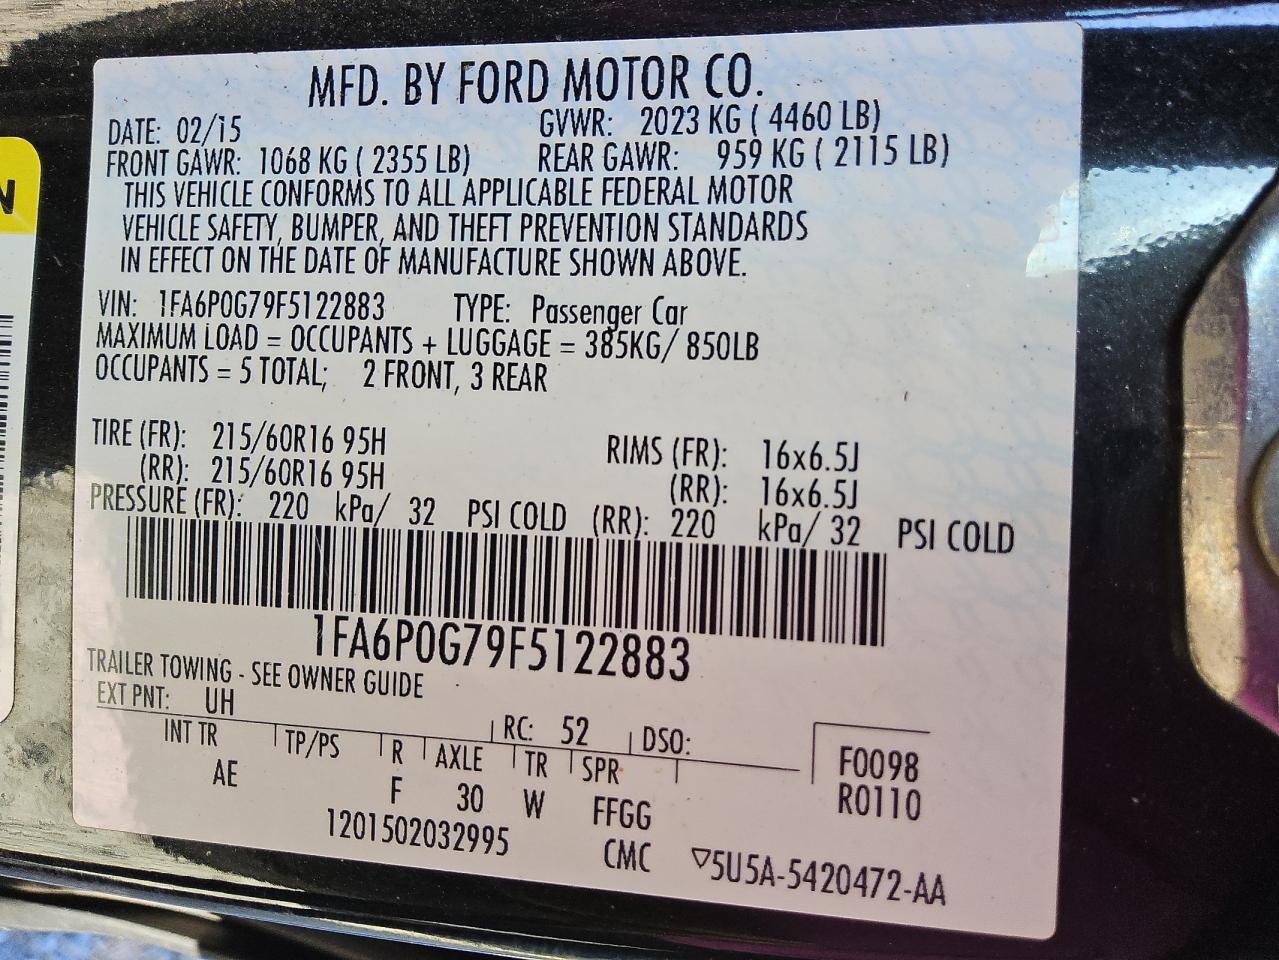 MFD. BY FORD MOTOR CO.
DATE: 02/15 GVWR: 2023 KG ( 4460 LB)
FRONT GAWR: 1068 KG ( 2355 LB) REAR GAWR: 959 KG ( 2115 LB)
THIS VEHICLE CONFORMS TO ALL APPLICABLE FEDERAL MOTOR
VEHICLE SAFETY, BUMPER, AND THEFT PREVENTION STANDARDS
IN EFFECT ON THE DATE OF MANUFACTURE SHOWN ABOVE.
VIN: 1FA6P0G79F5122883 TYPE: Passenger Car
MAXIMUM LOAD = OCCUPANTS + LUGGAGE = 385KG/ 850LB
OCCUPANTS = 5 TOTAL; 2 FRONT, 3 REAR
TIRE (FR): 215/60R16 95H RIMS (FR): 16x6.5J
(RR): 215/60R16 95H (RR): 16x6.5J
PRESSURE (FR): 220 kPa/ 32 PSI COLD (RR): 220 kPa/ 32 PSI COLD
1FA6P0G79F5122883
TRAILER TOWING - SEE OWNER GUIDE
EXT PNT: UH RC: 52 DSO:
INT TR TP/PS R AXLE TR SPR F0098
AE F 30 W FFGG R0110
1201502032995 CMC ▽5U5A-5420472-AA
N